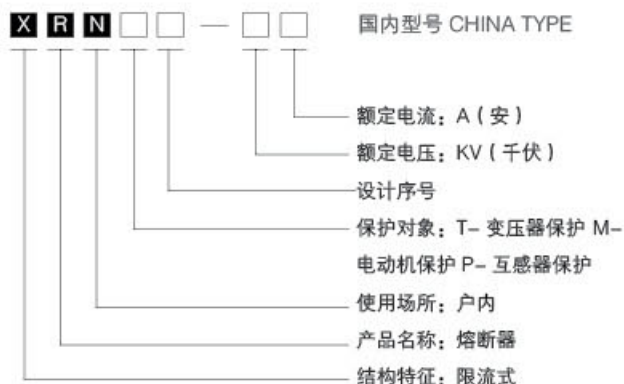 XRN□□—□□ 国内型号 CHINA TYPE
额定电流：A（安）
额定电压：KV（千伏）
设计序号
保护对象：T– 变压器保护 M–
电动机保护 P– 互感器保护
使用场所：户内
产品名称：熔断器
结构特征：限流式